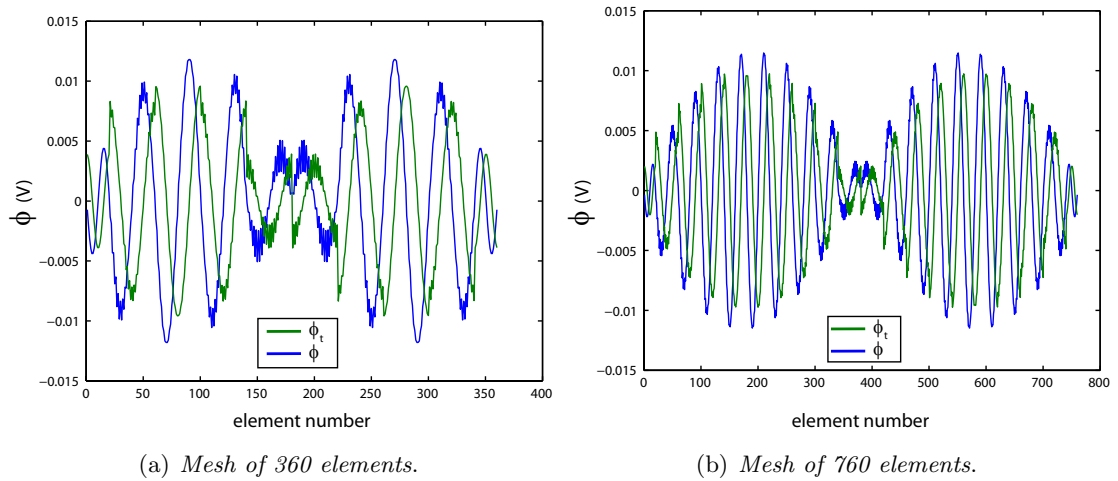 0.015
0.01
0.005
0
−0.005
−0.01
−0.015
ϕ (V)
0 50 100 150 200 250 300 350 400
element number
ϕt
ϕ
(a) Mesh of 360 elements.
0.015
0.01
0.005
0
−0.005
−0.01
−0.015
ϕ (V)
0 100 200 300 400 500 600 700 800
element number
ϕt
ϕ
(b) Mesh of 760 elements.